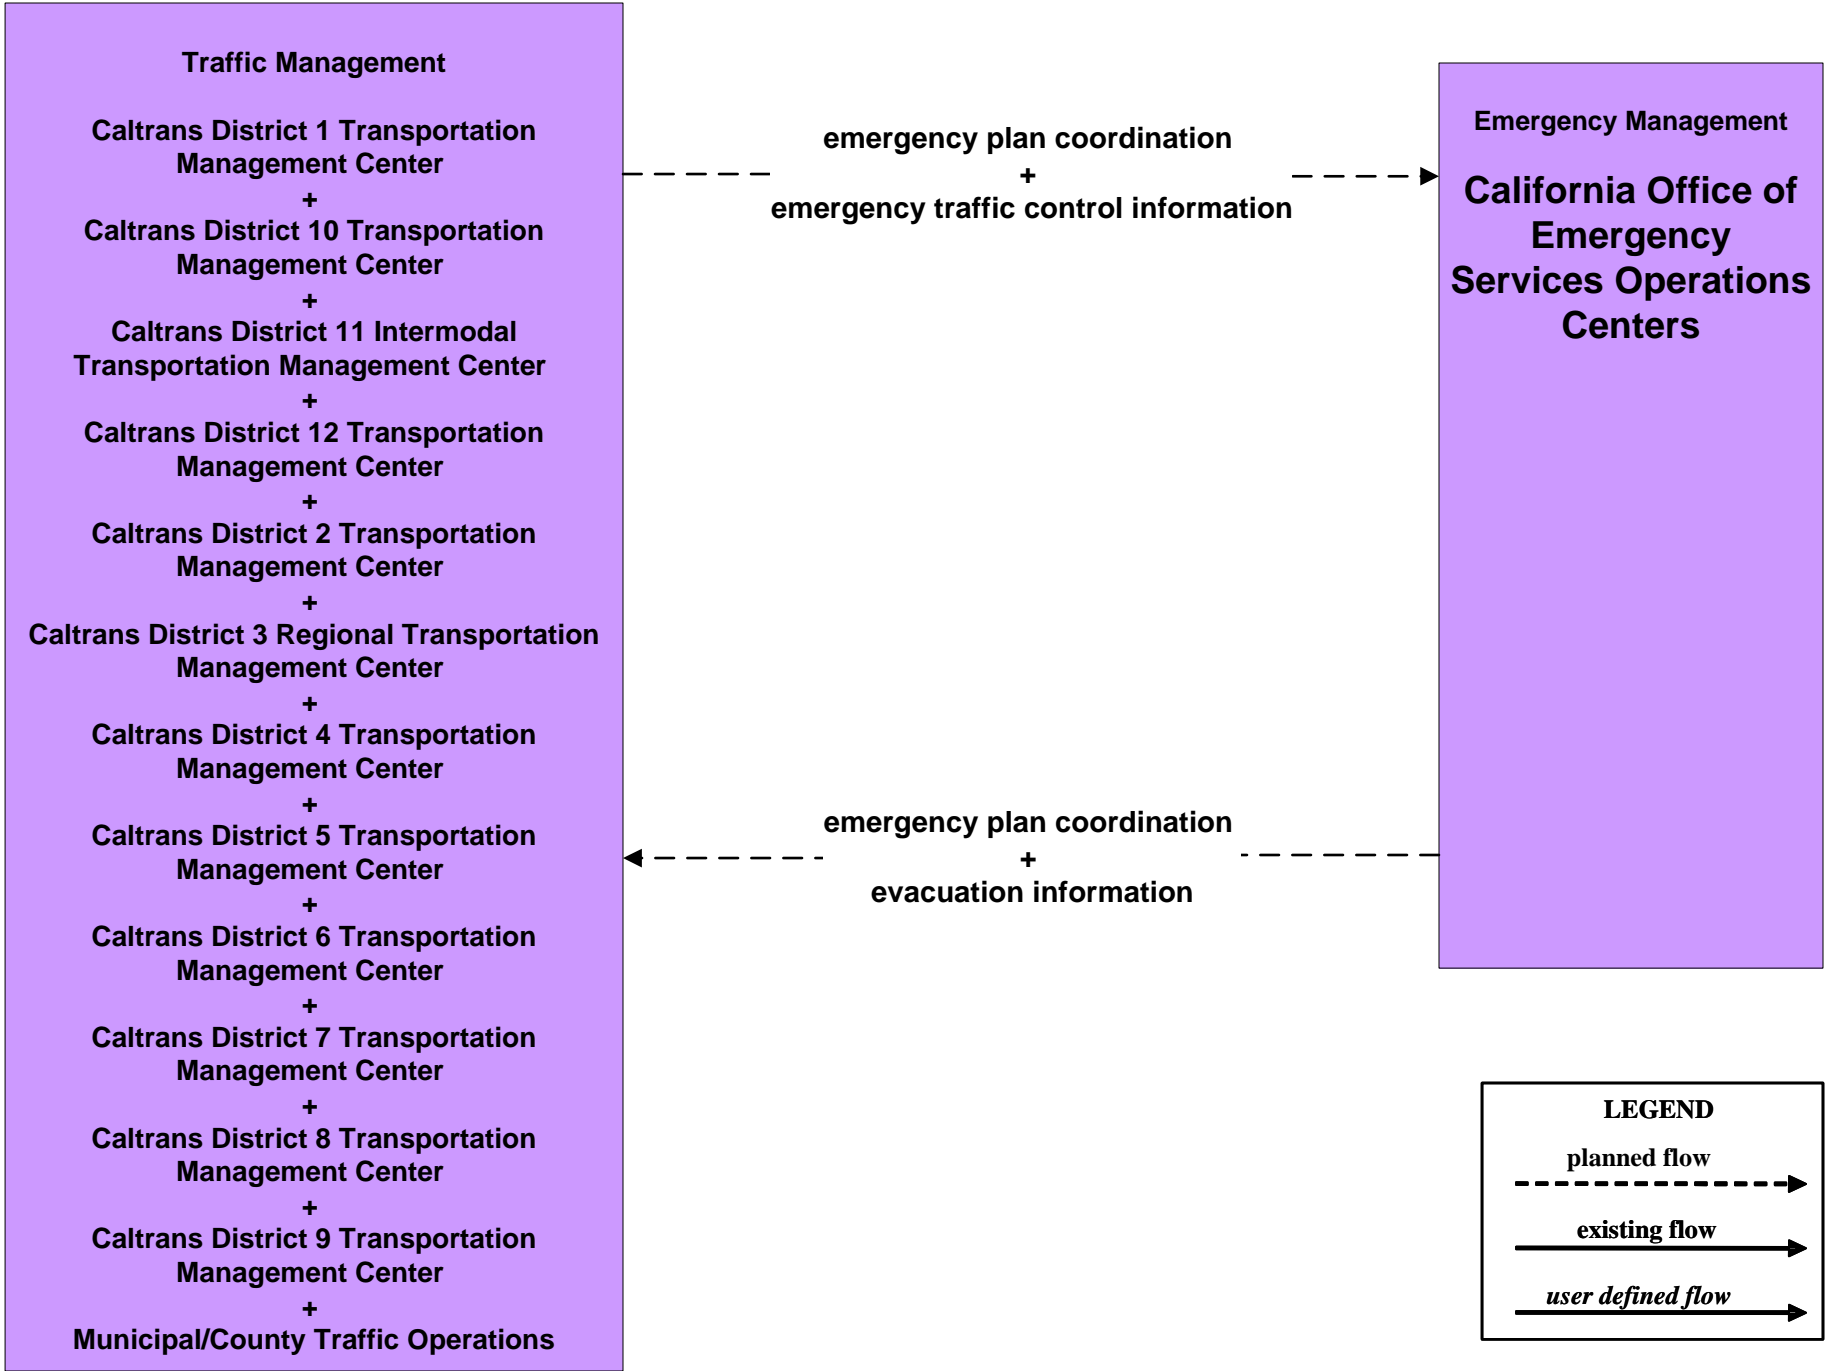 Traffic Management
Caltrans District 1 Transportation
Management Center
+
Caltrans District 10 Transportation
Management Center
+
Caltrans District 11 Intermodal
Transportation Management Center
+
Caltrans District 12 Transportation
Management Center
+
Caltrans District 2 Transportation
Management Center
+
Caltrans District 3 Regional Transportation
Management Center
+
Caltrans District 4 Transportation
Management Center
+
Caltrans District 5 Transportation
Management Center
+
Caltrans District 6 Transportation
Management Center
+
Caltrans District 7 Transportation
Management Center
+
Caltrans District 8 Transportation
Management Center
+
Caltrans District 9 Transportation
Management Center
+
Municipal/County Traffic Operations
emergency plan coordination
+
emergency traffic control information
emergency plan coordination
+
evacuation information
Emergency Management
California Office of
Emergency
Services Operations
Centers
LEGEND
planned flow
existing flow
user defined flow